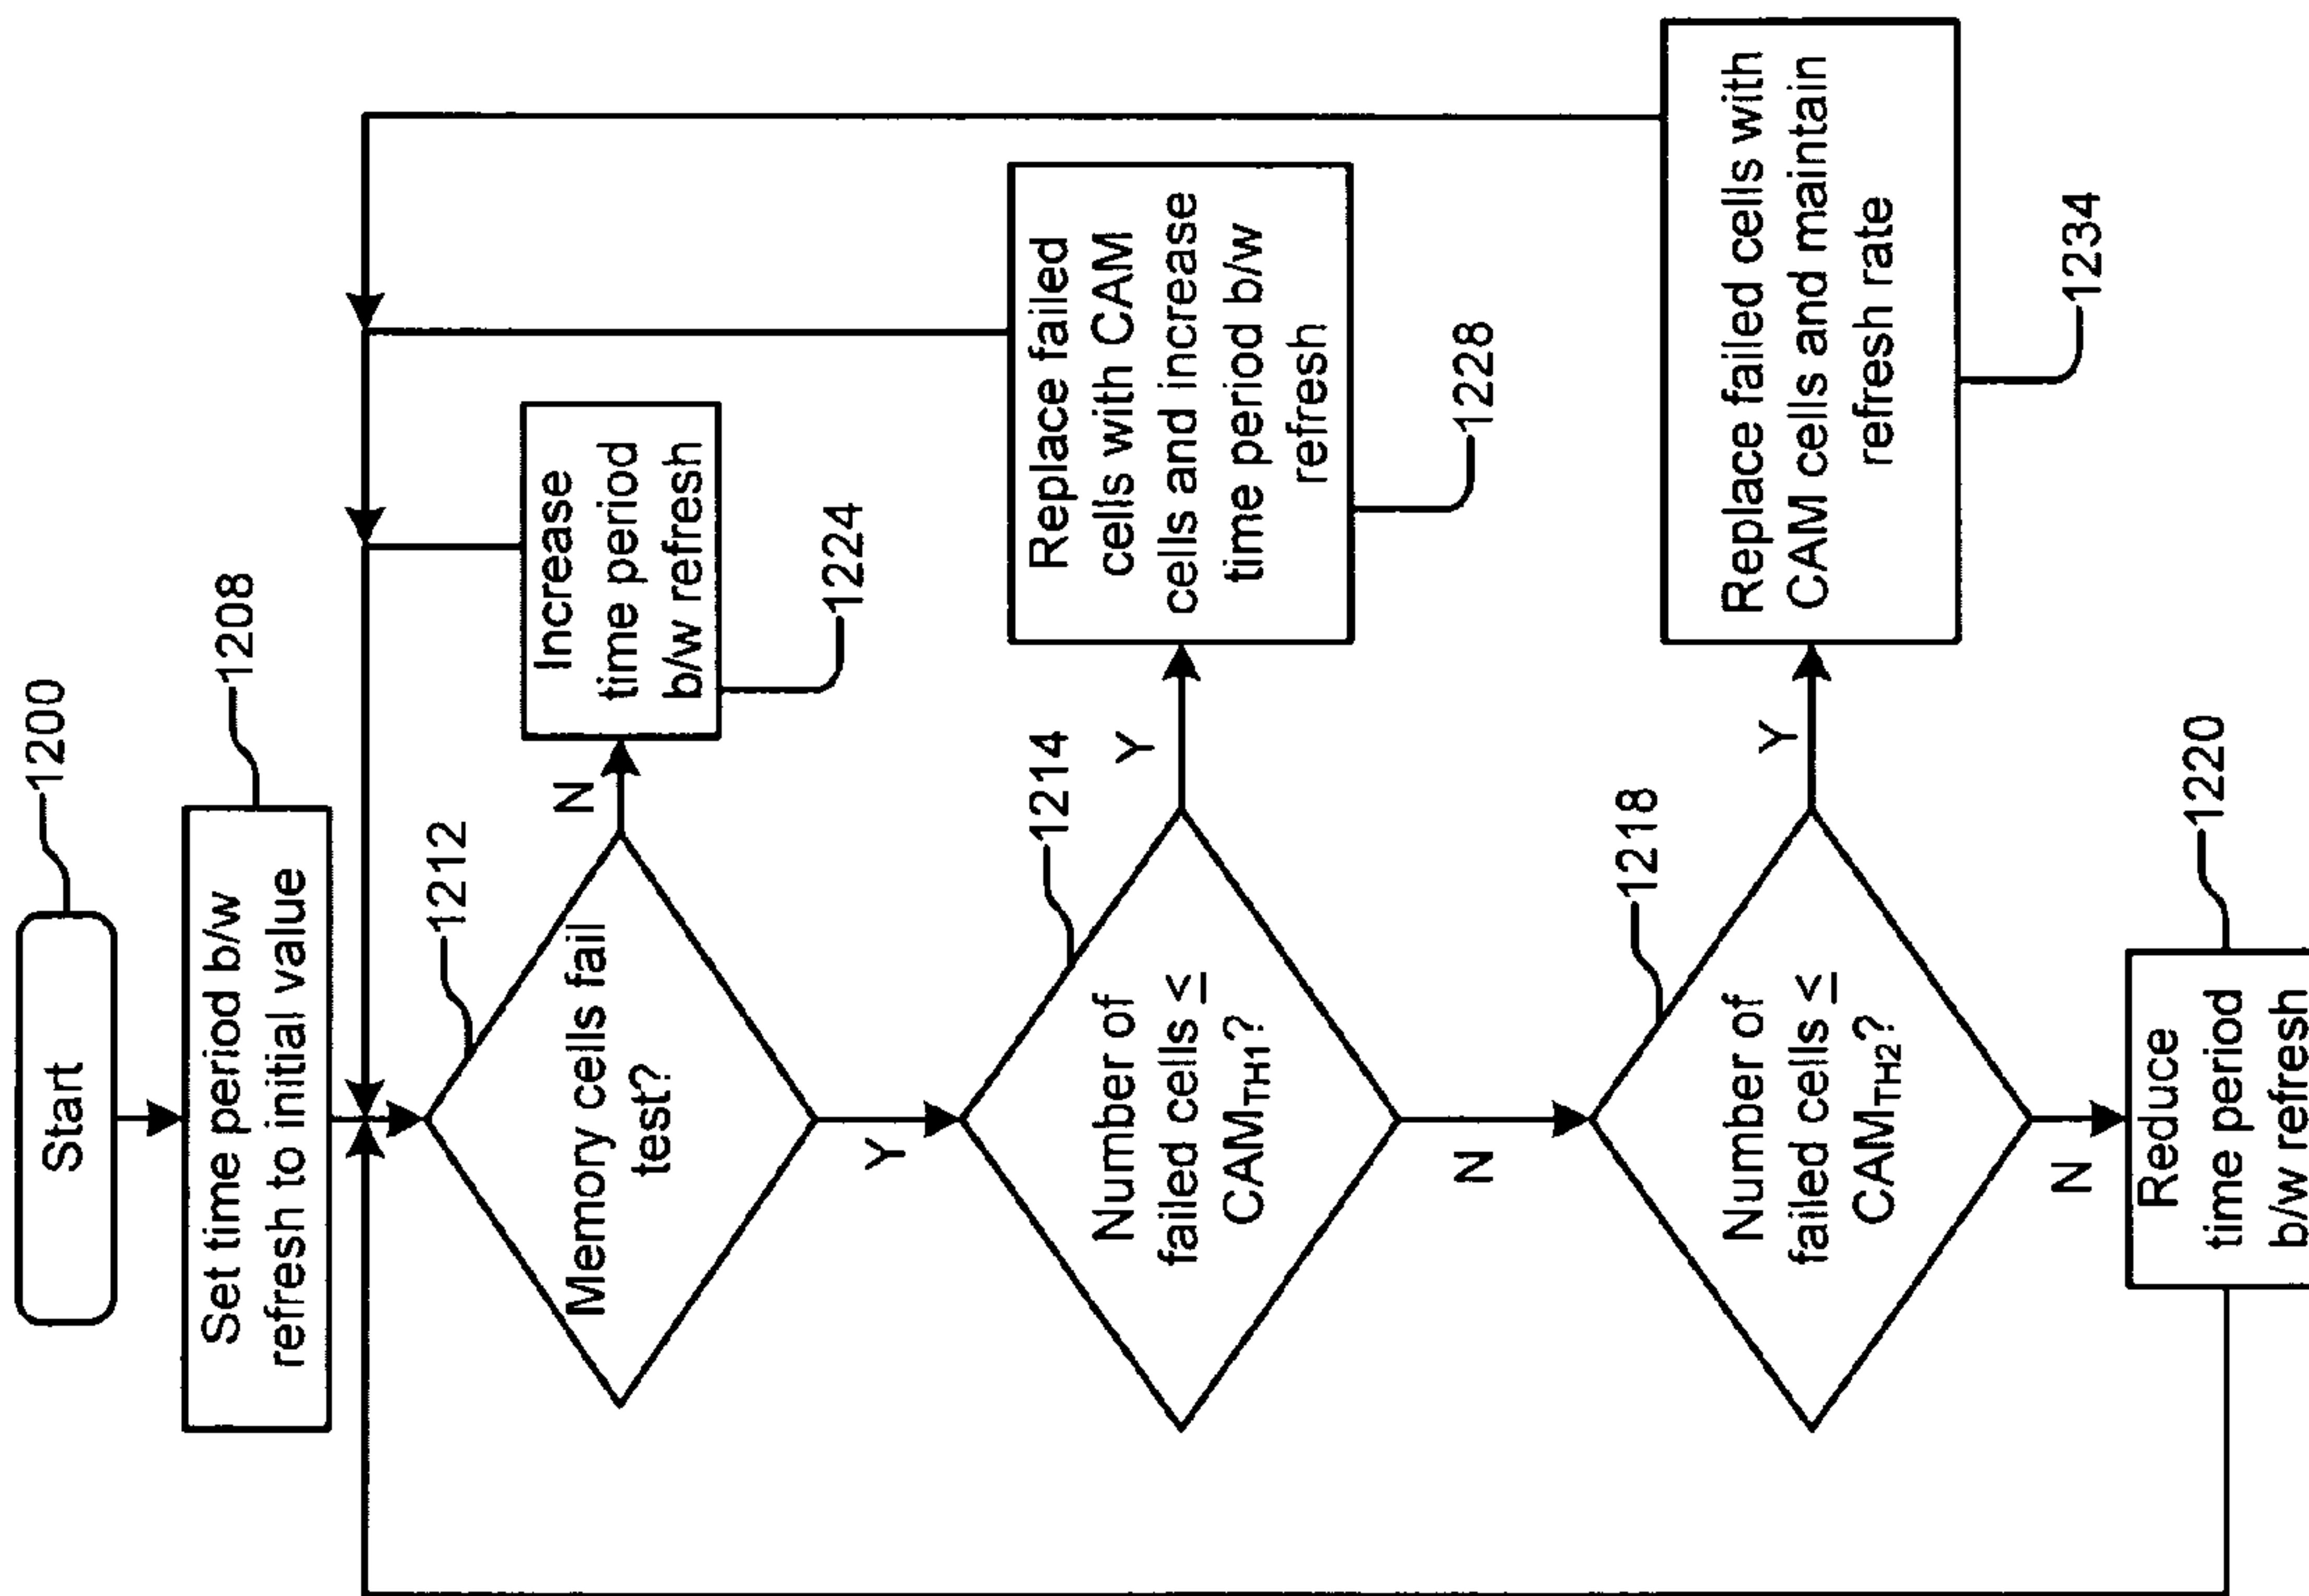 Start
1200
Set time period b/w
refresh to initial value
1208
Memory cells fail
test?
1212
N
Increase
time period
b/w refresh
1224
Y
Number of
failed cells ≤
CAMTH1?
1214
Y
Replace failed
cells with CAM
cells and increase
time period b/w
refresh
1228
N
Number of
failed cells ≤
CAMTH2?
1218
Y
Replace failed cells with
CAM cells and maintain
refresh rate
1234
N
Reduce
time period
b/w refresh
1220